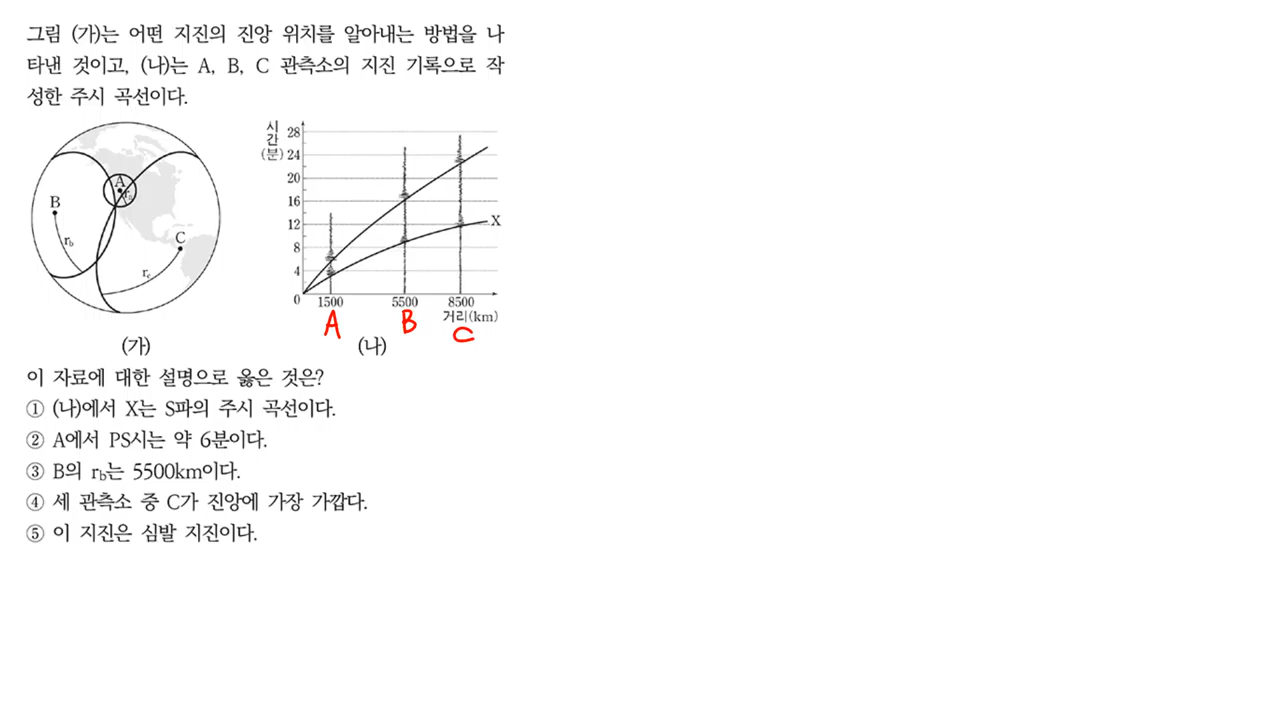 그림 (가)는 어떤 지진의 진앙 위치를 알아내는 방법을 나
타낸 것이고, (나)는 A, B, C 관측소의 지진 기록으로 작
성한 주시 곡선이다.
A
rₐ
B
r_b
C
r_c
(가)
시간(분)
28
24
20
16
12
8
4
0
X
1500 5500 8500
거리(km)
A B C
(나)
이 자료에 대한 설명으로 옳은 것은?
① (나)에서 X는 S파의 주시 곡선이다.
② A에서 PS시는 약 6분이다.
③ B의 r_b는 5500km이다.
④ 세 관측소 중 C가 진앙에 가장 가깝다.
⑤ 이 지진은 심발 지진이다.